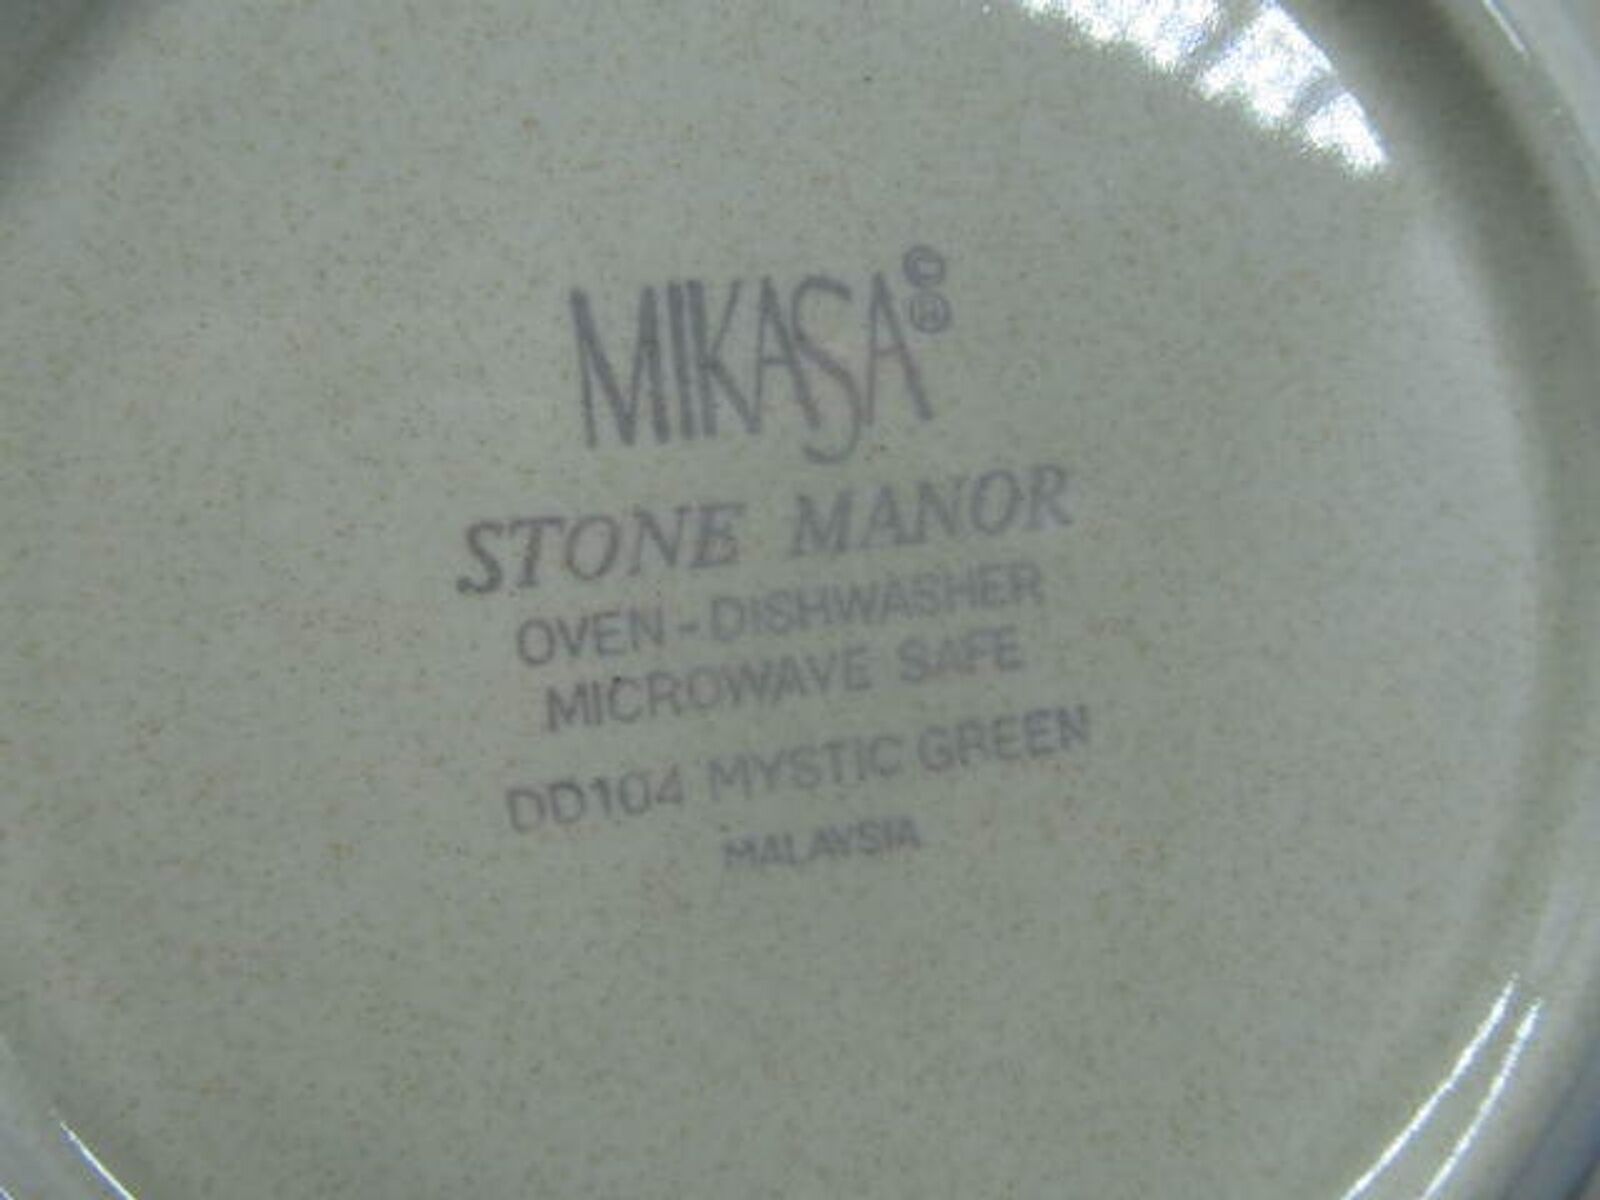 MIKASA © ®
STONE MANOR
OVEN-DISHWASHER
MICROWAVE SAFE
DD104 MYSTIC GREEN
MALAYSIA